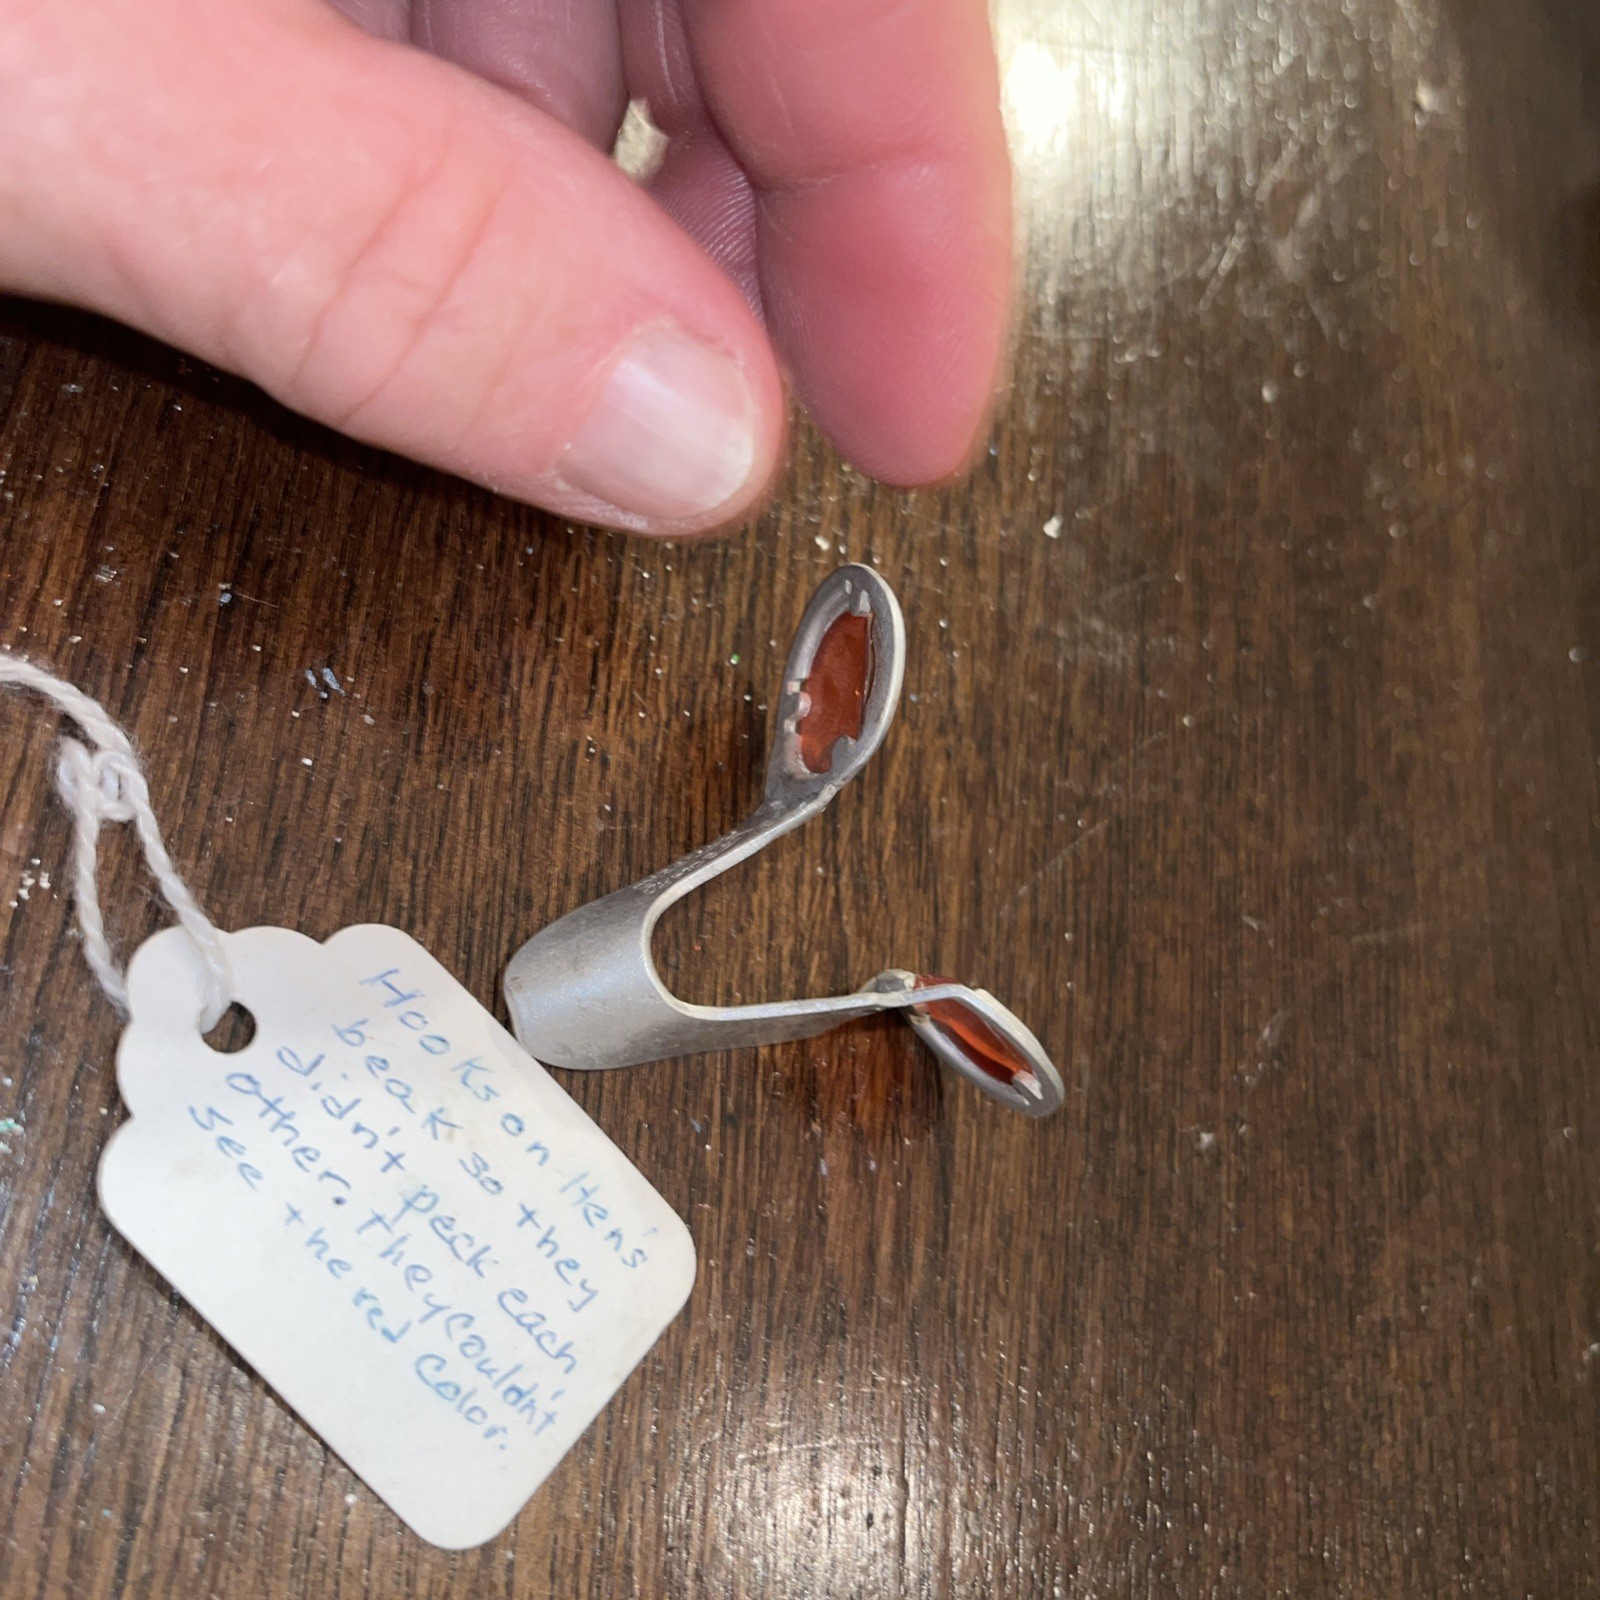 Hooks on Hen's
beak so they
didn't peck each
other. they couldn't
see the red color.